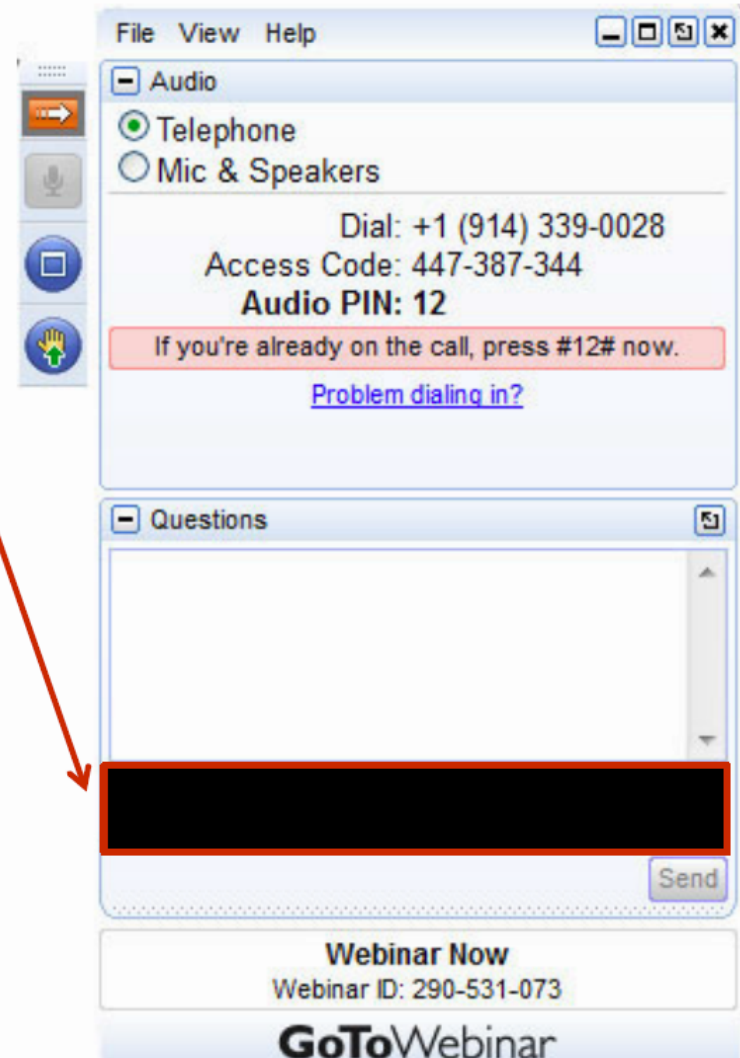 File View Help
Audio
Telephone
Mic & Speakers
Dial: +1 (914) 339-0028
Access Code: 447-387-344
Audio PIN: 12
If you're already on the call, press #12# now.
Problem dialing in?
Questions
Send
Webinar Now
Webinar ID: 290-531-073
GoToWebinar